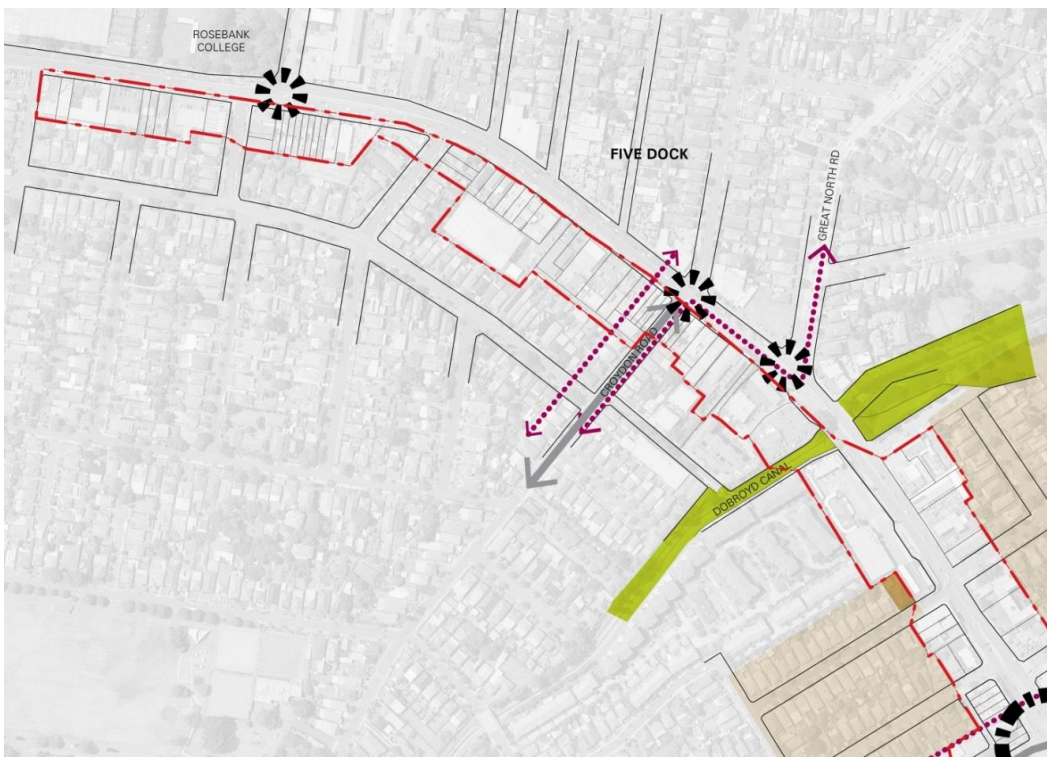 ROSEBANK
COLLEGE
FIVE DOCK
GREAT NORTH RD
CROYDON ROAD
DOBROYD CANAL